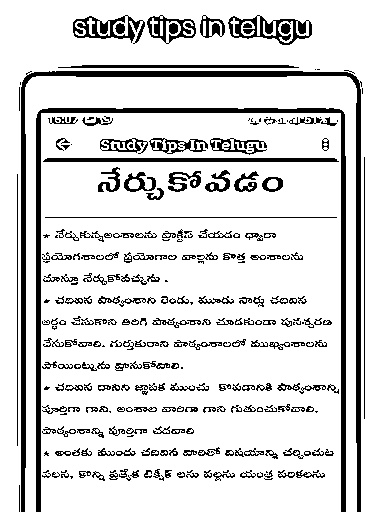 study tips in telugu
15:07
Study Tips In Telugu
నేర్చుకోవడం
* నేర్చుకున్నఅంశాలను ప్రాక్టీస్ చేయడం ధ్వారా
ప్రయోగశాలలో ప్రయోగాల వాల్లను కొత్త అంశాలను
చూస్తూ నేర్చుకోవచ్చును .
* చదివిన పాఠ్యంశాని రెండు, మూడు సార్లు చదివిన
అర్ధం చేసుకొని తిరిగి పాఠ్యంశాని చూడకుండా పునశ్చరణ
చేసుకోవాలి. గుర్తుకురాని పాఠ్యంశాలలో ముఖ్యంశాలను
పోయింట్లును వ్రాసుకోవాలి.
* చదివిన దానిని జ్ఞాపక ముంచు కొవడానికి పాఠ్యంశాన్ని
పూర్తిగా గాని, అంశాల వారిగా గాని గుతుంచుకోవాలి.
పాఠ్యంశాన్ని పూర్తిగా చదవాలి
* అంతకు ముందు చదివిన వారితో విషయాన్ని చర్చించుట
వలన, కొన్ని ప్రత్యేక టెక్నిక్ లను వల్లను యంత్ర పరికలను